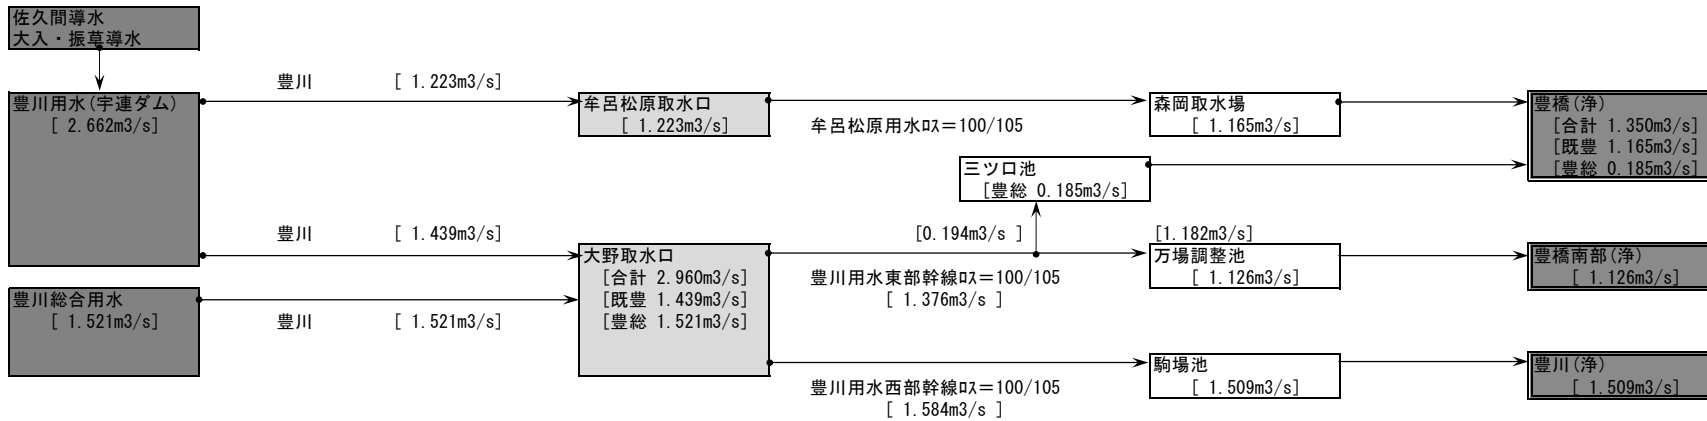 佐久間導水
大入・振草導水
豊川用水(宇連ダム)
[ 2.662m3/s]
豊川 [ 1.223m3/s]
牟呂松原取水口
[ 1.223m3/s]
牟呂松原用水ﾛｽ＝100/105
森岡取水場
[ 1.165m3/s]
豊橋(浄)
[合計 1.350m3/s]
[既豊 1.165m3/s]
[豊総 0.185m3/s]
三ツ口池
[豊総 0.185m3/s]
豊川 [ 1.439m3/s]
[0.194m3/s ]
[1.182m3/s]
大野取水口
[合計 2.960m3/s]
[既豊 1.439m3/s]
[豊総 1.521m3/s]
豊川用水東部幹線ﾛｽ＝100/105
[ 1.376m3/s ]
万場調整池
[ 1.126m3/s]
豊橋南部(浄)
[ 1.126m3/s]
豊川総合用水
[ 1.521m3/s]
豊川 [ 1.521m3/s]
豊川用水西部幹線ﾛｽ＝100/105
[ 1.584m3/s ]
駒場池
[ 1.509m3/s]
豊川(浄)
[ 1.509m3/s]